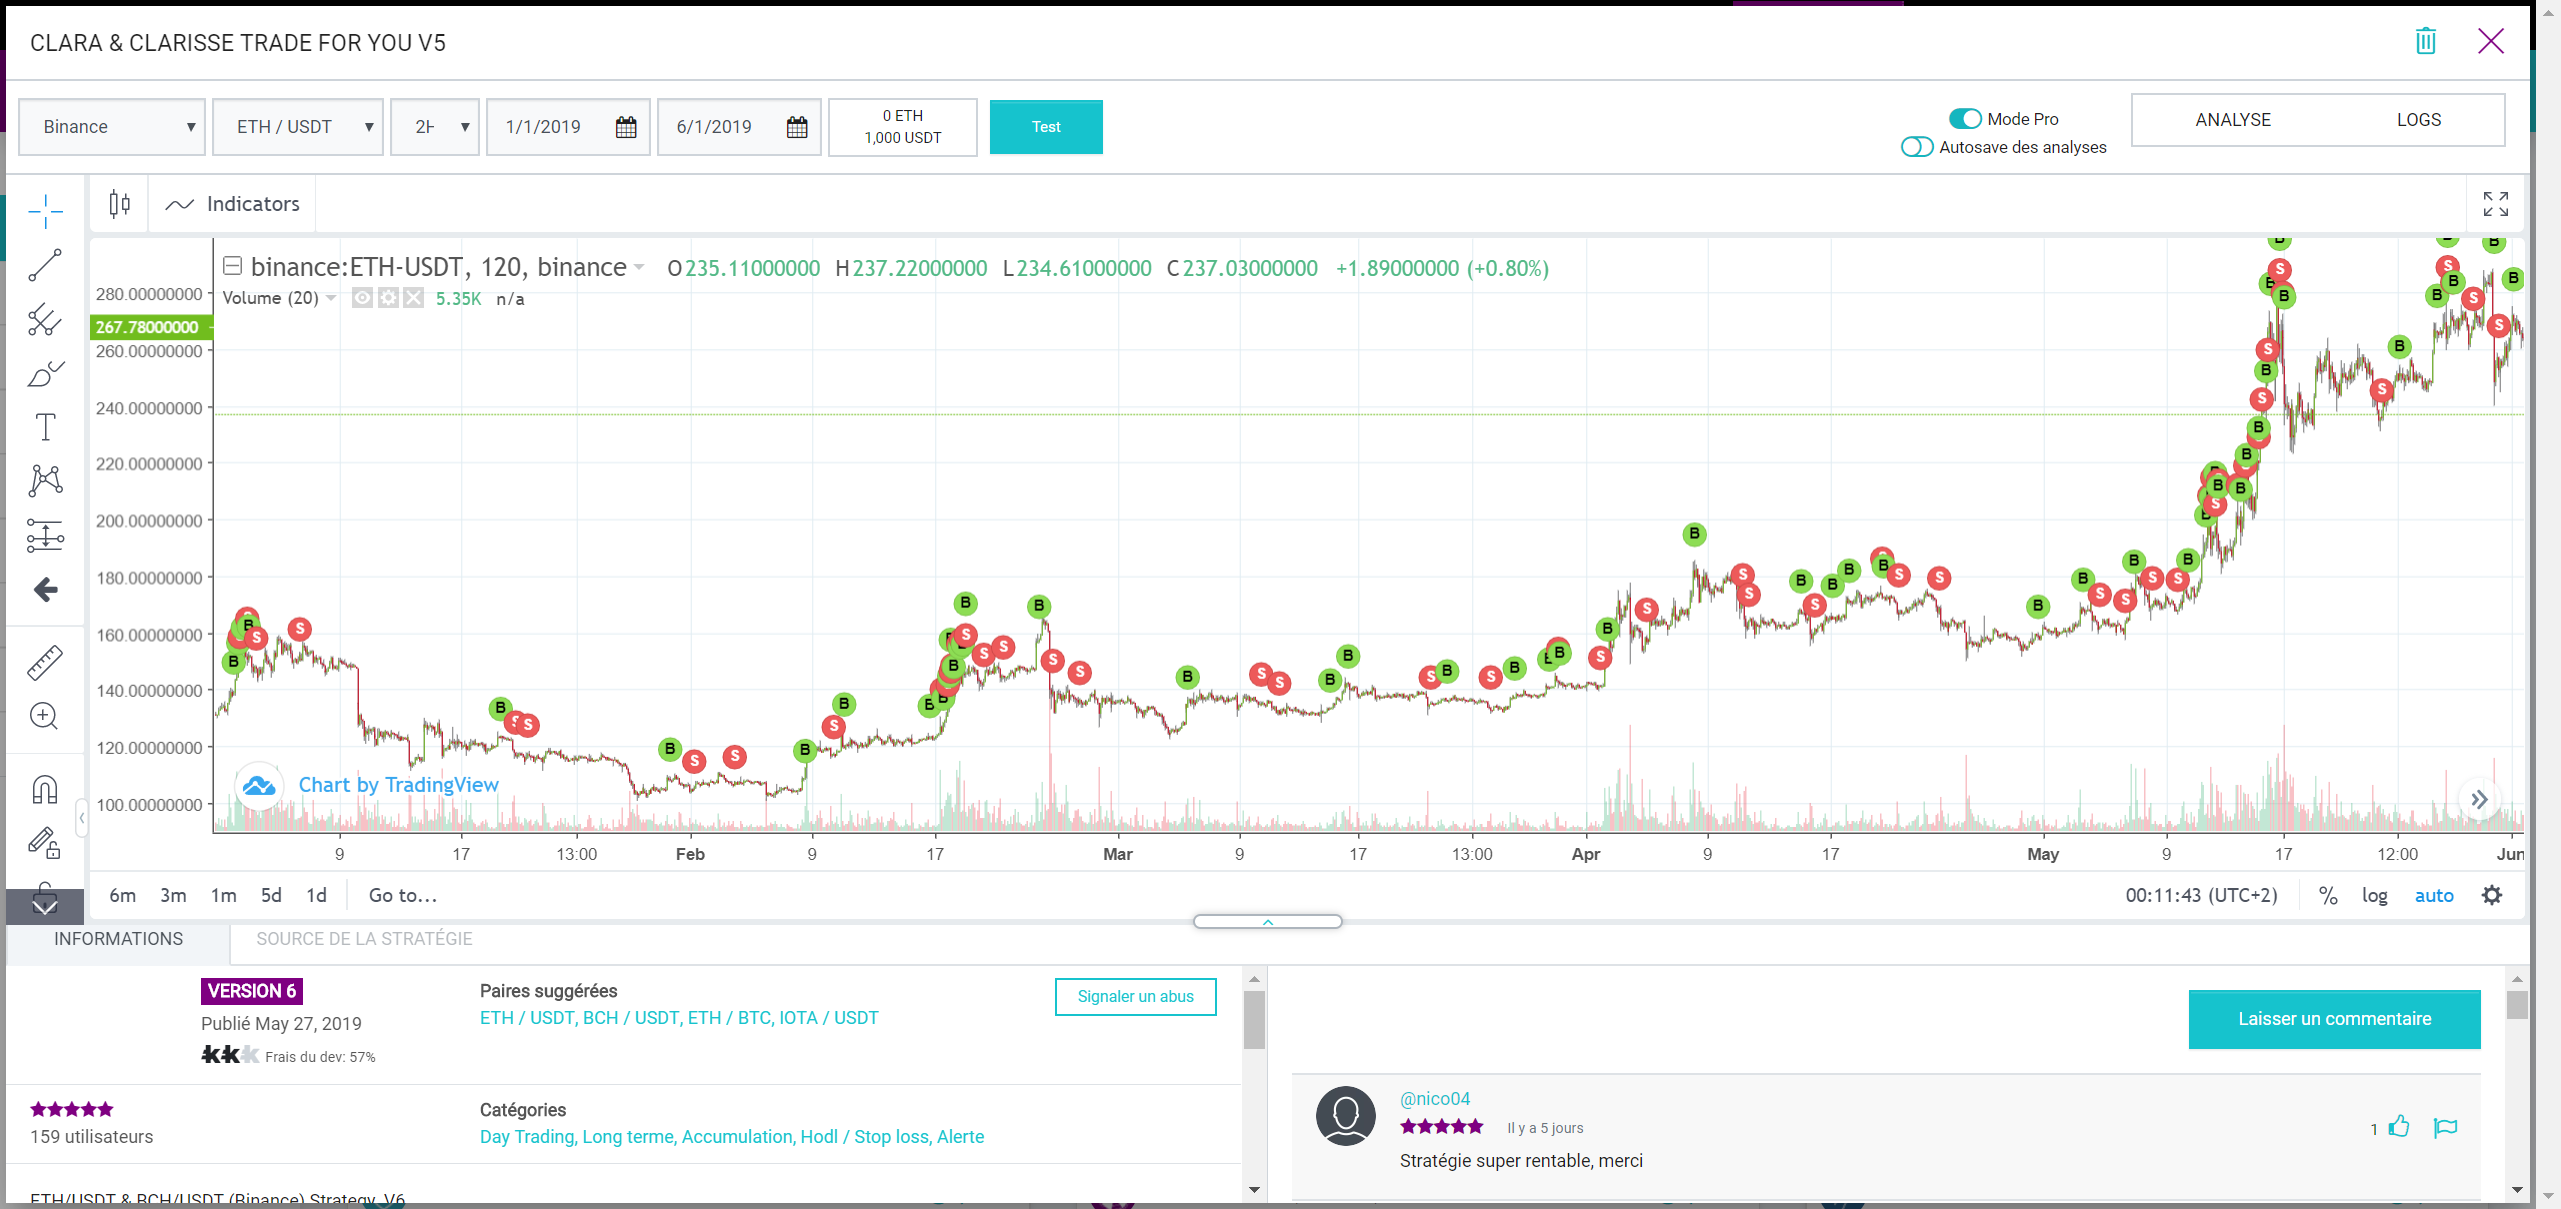 CLARA & CLARISSE TRADE FOR YOU V5
Binance ETH / USDT 2H 1/1/2019 6/1/2019
0 ETH
1,000 USDT
Test
Mode Pro
Autosave des analyses
ANALYSE LOGS
Indicators
binance:ETH-USDT, 120, binance O235.11000000 H237.22000000 L234.61000000 C237.03000000 +1.89000000 (+0.80%)
Volume (20) 5.35K n/a
280.00000000
267.78000000
260.00000000
240.00000000
220.00000000
200.00000000
180.00000000
160.00000000
140.00000000
120.00000000
100.00000000
Chart by TradingView
9 17 13:00 Feb 9 17 Mar 9 17 13:00 Apr 9 17 May 9 17 12:00 Jun
6m 3m 1m 5d 1d Go to... 00:11:43 (UTC+2) % log auto
INFORMATIONS SOURCE DE LA STRATÉGIE
VERSION 6
Publié May 27, 2019
Frais du dev: 57%
Paires suggérées
ETH / USDT, BCH / USDT, ETH / BTC, IOTA / USDT
Signaler un abus
159 utilisateurs
Catégories
Day Trading, Long terme, Accumulation, Hodl / Stop loss, Alerte
ETH/USDT & BCH/USDT (Binance) Strategy V6
Laisser un commentaire
@nico04
Il y a 5 jours
1
Stratégie super rentable, merci